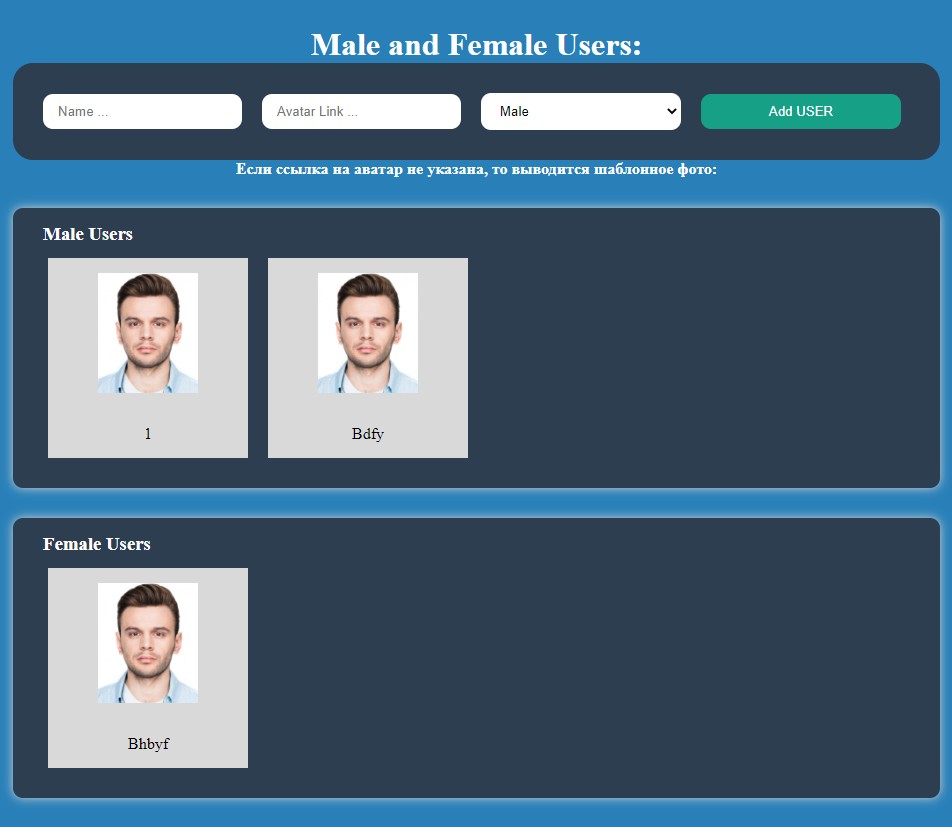 Male and Female Users:
Name ...
Avatar Link ...
Male
Add USER
Если ссылка на аватар не указана, то выводится шаблонное фото:
Male Users
1
Bdfy
Female Users
Bhbyf